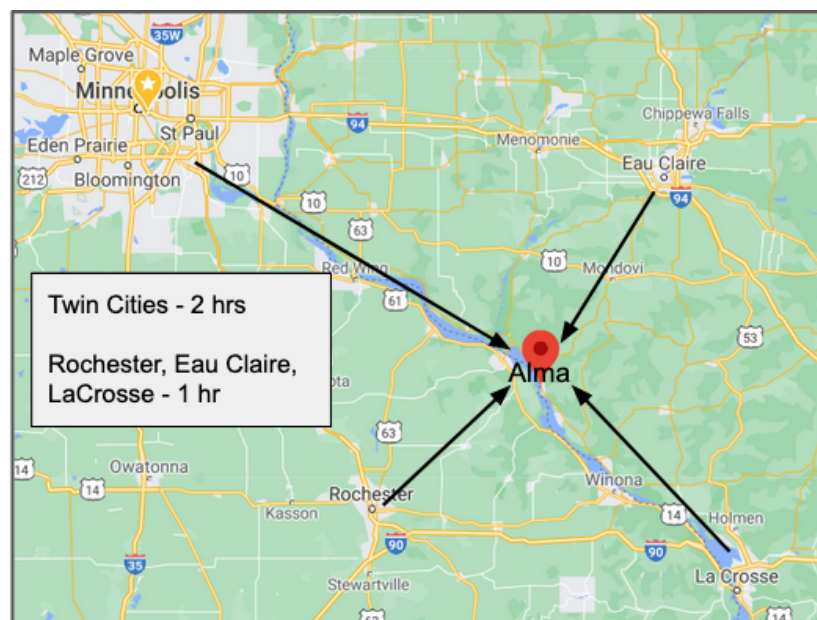 35W
Maple Grove
Minneapolis
St Paul
94
Chippewa Falls
Menomonie
Eau Claire
Eden Prairie
Bloomington
212
10
94
10
63
10
Mondovi
Red Wing
61
53
Twin Cities - 2 hrs
Rochester, Eau Claire,
LaCrosse - 1 hr
Alma
63
14
Owatonna
14
Rochester
Kasson
Winona
14
Holmen
90
90
35
Stewartville
La Crosse
63
14